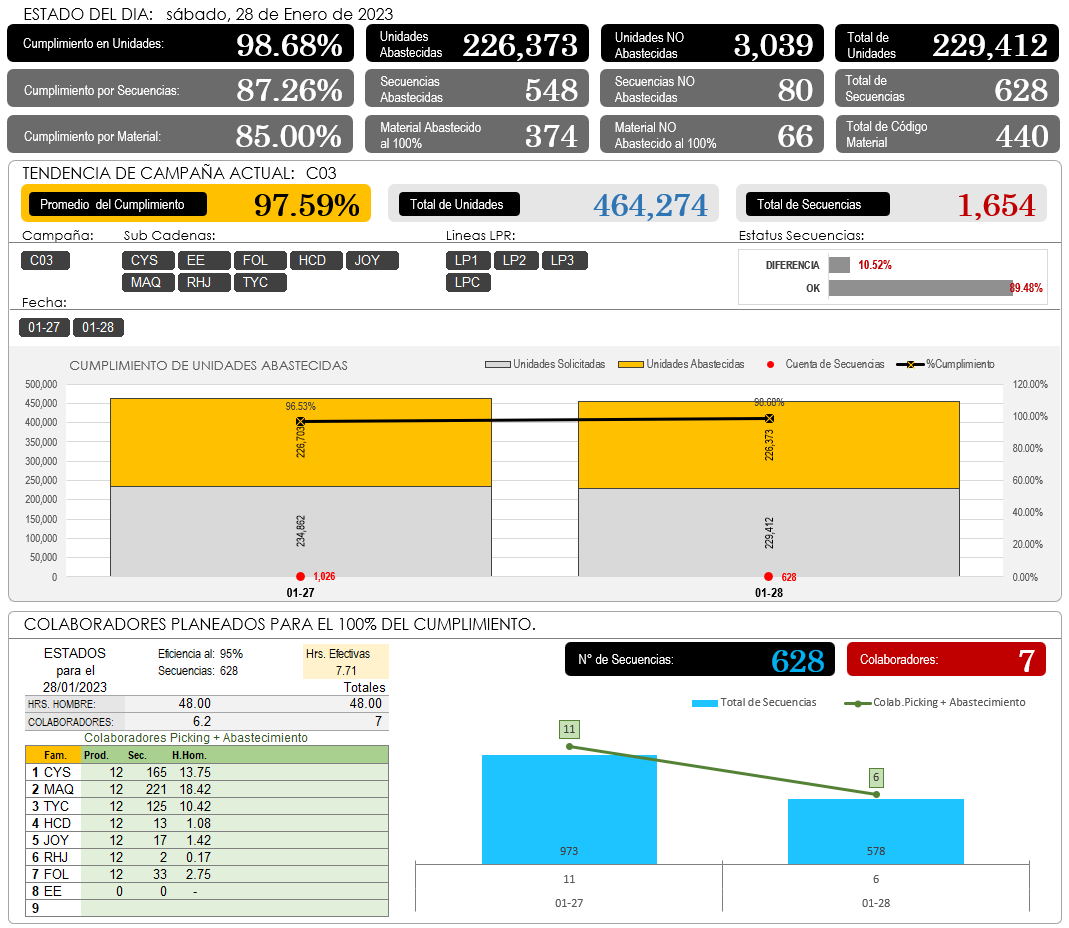 ESTADO DEL DIA: sábado, 28 de Enero de 2023
Cumplimiento en Unidades: 98.68%
Unidades Abastecidas 226,373
Unidades NO Abastecidas 3,039
Total de Unidades 229,412
Cumplimiento por Secuencias: 87.26%
Secuencias Abastecidas 548
Secuencias NO Abastecidas 80
Total de Secuencias 628
Cumplimiento por Material: 85.00%
Material Abastecido al 100% 374
Material NO Abastecido al 100% 66
Total de Código Material 440
TENDENCIA DE CAMPAÑA ACTUAL: C03
Promedio del Cumplimiento 97.59%
Total de Unidades 464,274
Total de Secuencias 1,654
Campaña: Sub Cadenas: Lineas LPR: Estatus Secuencias:
C03 CYS EE FOL HCD JOY LP1 LP2 LP3
MAQ RHJ TYC LPC
DIFERENCIA 10.52%
OK 89.48%
Fecha:
01-27 01-28
CUMPLIMIENTO DE UNIDADES ABASTECIDAS
Unidades Solicitadas Unidades Abastecidas Cuenta de Secuencias %Cumplimiento
500,000 120.00%
450,000
400,000 100.00%
350,000
300,000 80.00%
250,000 60.00%
200,000
150,000 40.00%
100,000 20.00%
50,000
0 0.00%
96.53% 98.68%
226,703 226,373
234,862 229,412
1,026 628
01-27 01-28
COLABORADORES PLANEADOS PARA EL 100% DEL CUMPLIMIENTO.
ESTADOS para el 28/01/2023
Eficiencia al: 95%
Secuencias: 628
Hrs. Efectivas
7.71
Totales
HRS. HOMBRE: 48.00 48.00
COLABORADORES: 6.2 7
Colaboradores Picking + Abastecimiento
Fam. Prod. Sec. H.Hom.
1 CYS 12 165 13.75
2 MAQ 12 221 18.42
3 TYC 12 125 10.42
4 HCD 12 13 1.08
5 JOY 12 17 1.42
6 RHJ 12 2 0.17
7 FOL 12 33 2.75
8 EE 0 0 -
9
N° de Secuencias: 628
Colaboradores: 7
Total de Secuencias Colab.Picking + Abastecimiento
11 6
973 578
11 6
01-27 01-28